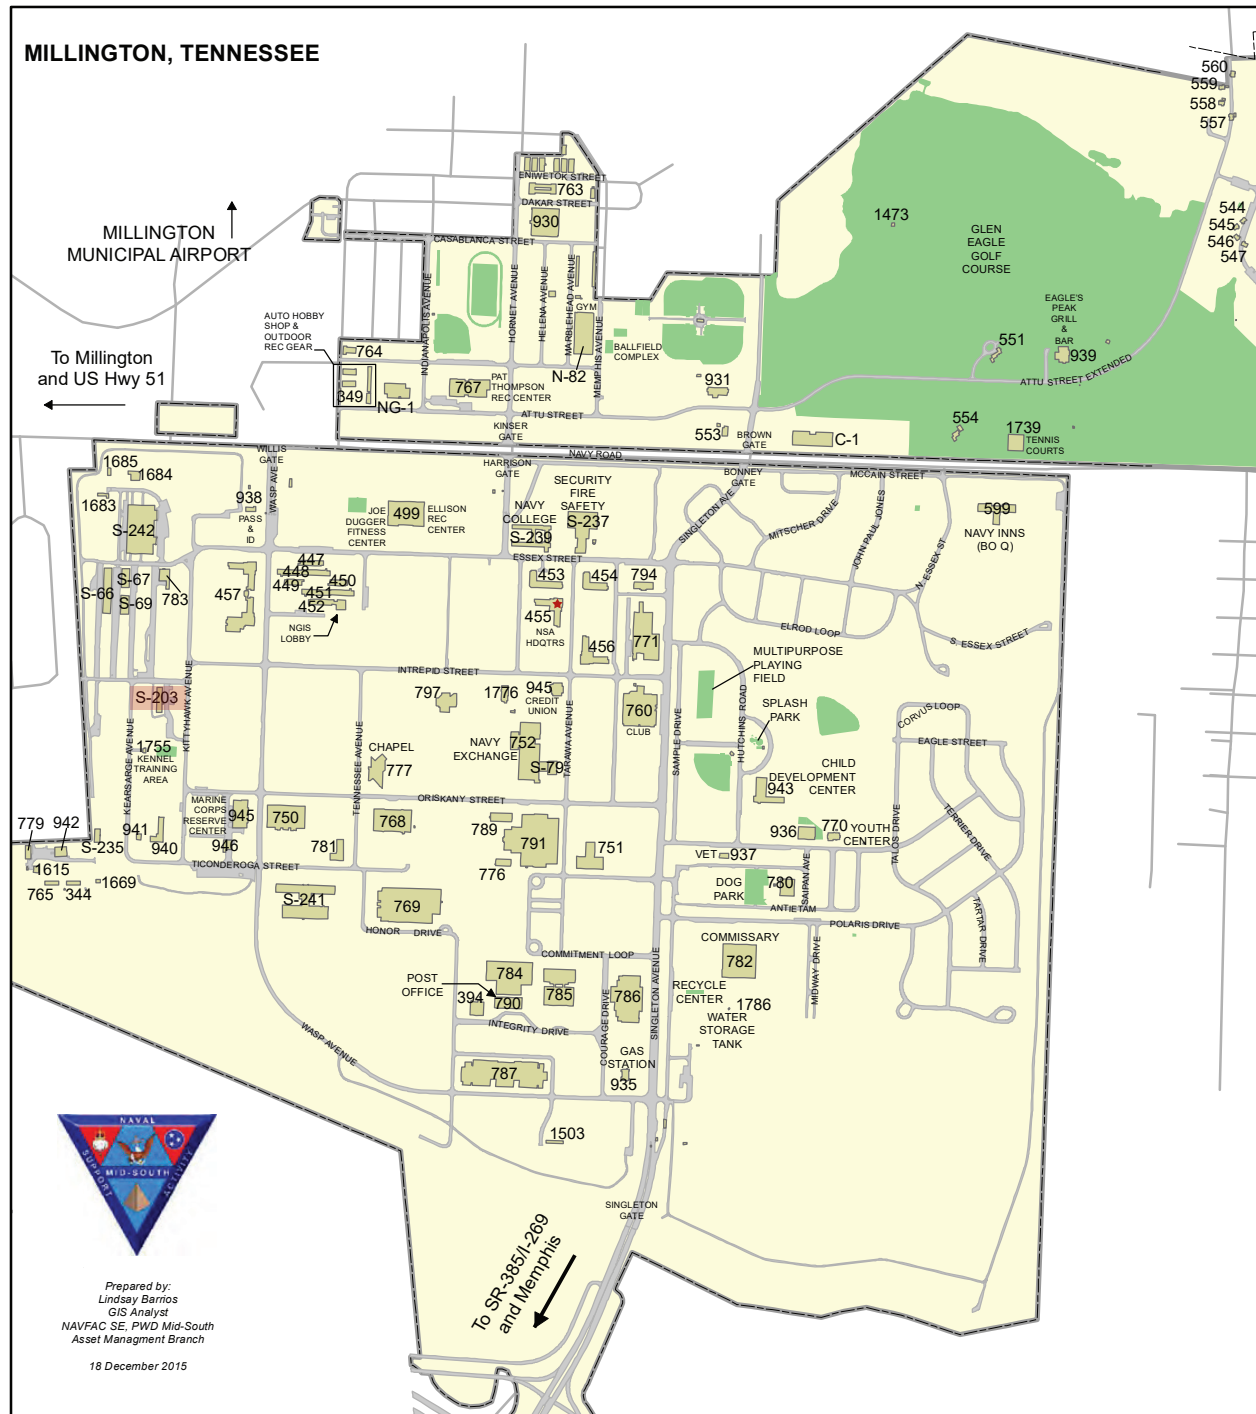 MILLINGTON, TENNESSEE
560
559
558
557
ENIWETOK STREET
763
DAKAR STREET
930
CASABLANCA STREET
MILLINGTON
MUNICIPAL AIRPORT
1473
GLEN
EAGLE
GOLF
COURSE
544
545
546
547
INDIANAPOLIS AVENUE
HORNET AVENUE
HELENA AVENUE
MARBLEHEAD AVENUE
MEMPHIS AVENUE
GYM
N-82
BALLFIELD
COMPLEX
AUTO HOBBY
SHOP &
OUTDOOR
REC GEAR
764
349
NG-1
767
PAT
THOMPSON
REC CENTER
EAGLE'S
PEAK
GRILL
&
BAR
551
939
ATTU STREET EXTENDED
To Millington
and US Hwy 51
931
ATTU STREET
KINSER
GATE
553
BROWN
GATE
C-1
554
1739
TENNIS
COURTS
NAVY ROAD
WILLIS
GATE
HARRISON
GATE
BONNEY
GATE
MCCAIN STREET
1685
1684
1683
S-242
938
PASS
&
ID
WASP AVE
JOE
DUGGER
FITNESS
CENTER
499
ELLISON
REC
CENTER
SECURITY
FIRE
SAFETY
NAVY
COLLEGE
S-237
S-239
ESSEX STREET
SINGLETON AVE
MITSCHER DRIVE
JOHN PAUL JONES
N. ESSEX ST
599
NAVY INNS
(BO Q)
S-66
S-67
S-69
783
457
447
448
449
450
451
452
NGIS
LOBBY
453
454
794
455
NSA
HDQTRS
456
771
ELROD LOOP
S. ESSEX STREET
MULTIPURPOSE
PLAYING
FIELD
INTREPID STREET
S-203
KITTYHAWK AVENUE
KEARSARGE AVENUE
1755
KENNEL
TRAINING
AREA
797
1776
945
CREDIT
UNION
760
CLUB
SPLASH
PARK
HUTCHINS ROAD
SAMPLE DRIVE
CORVUS LOOP
EAGLE STREET
TENNESSEE AVENUE
CHAPEL
777
NAVY
EXCHANGE
752
S-79
TARAWA AVENUE
CHILD
DEVELOPMENT
CENTER
943
ORISKANY STREET
MARINE
CORPS
RESERVE
CENTER
945
946
750
768
789
791
776
751
936
770
YOUTH
CENTER
TALOS DRIVE
TERRIER DRIVE
779
942
S-235
941
940
781
TICONDEROGA STREET
1615
765
344
1669
VET
937
DOG
PARK
780
SAIPAN AVE
ANTIETAM
POLARIS DRIVE
TARTAR DRIVE
S-241
769
HONOR DRIVE
COMMITMENT LOOP
COMMISSARY
782
MIDWAY DRIVE
POST
OFFICE
784
790
394
785
786
INTEGRITY DRIVE
COURAGE DRIVE
SINGLETON AVENUE
RECYCLE
CENTER
1786
WATER
STORAGE
TANK
WASP AVENUE
GAS
STATION
935
787
1503
SINGLETON
GATE
To SR-385/I-269
and Memphis
NAVAL
SUPPORT
ACTIVITY
MID-SOUTH
Prepared by:
Lindsay Barrios
GIS Analyst
NAVFAC SE, PWD Mid-South
Asset Managment Branch
18 December 2015